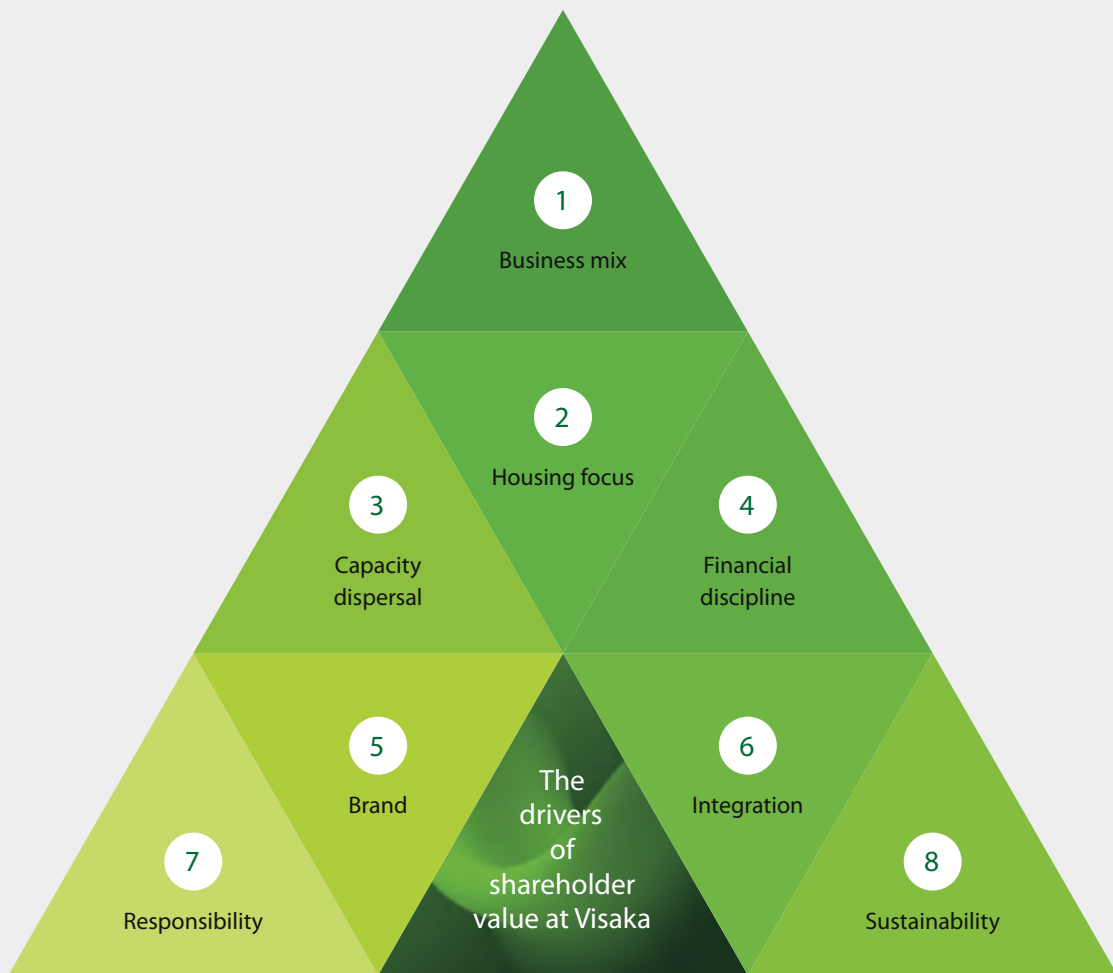 1
Business mix
2
Housing focus
3
Capacity
dispersal
4
Financial
discipline
5
Brand
6
Integration
7
Responsibility
8
Sustainability
The
drivers
of
shareholder
value at Visaka